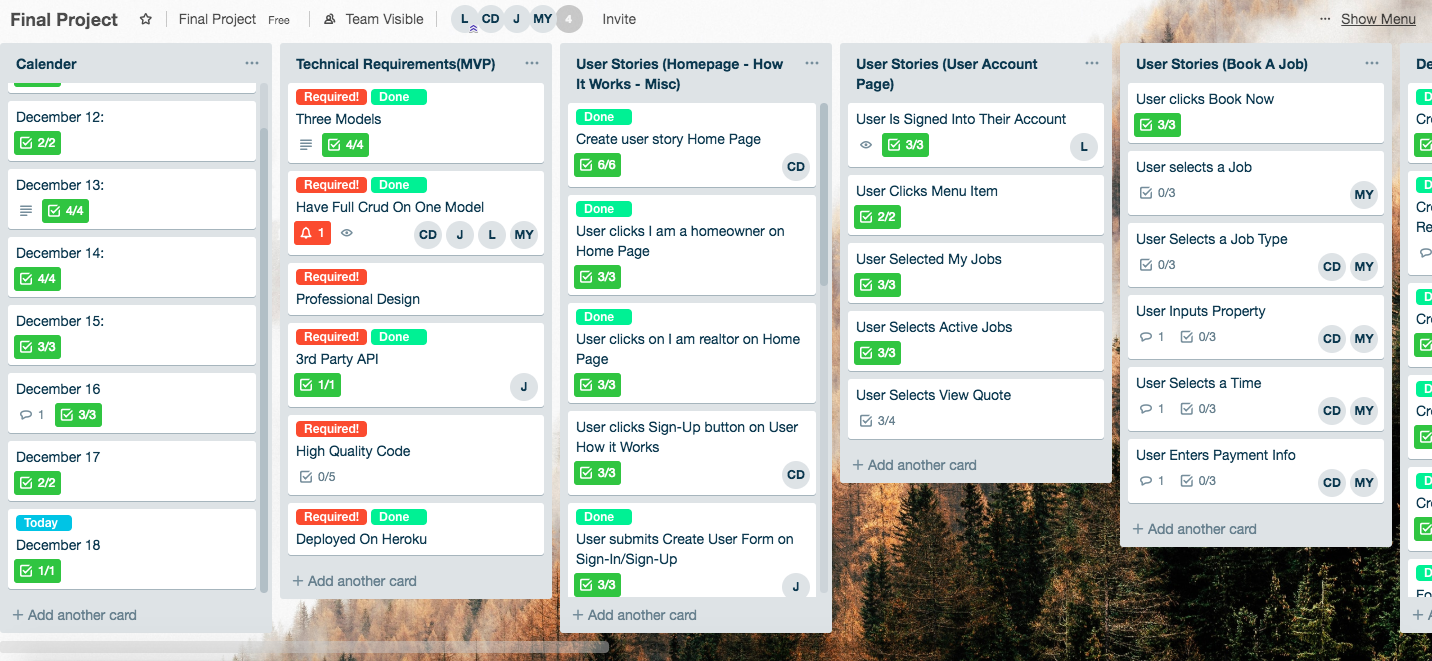 Final Project
Final Project Free
Team Visible
L CD J MY 4
Invite
... Show Menu
Calender
December 12:
2/2
December 13:
4/4
December 14:
4/4
December 15:
3/3
December 16
1 3/3
December 17
2/2
Today
December 18
1/1
+ Add another card
Technical Requirements(MVP)
Required! Done
Three Models
4/4
Required! Done
Have Full Crud On One Model
1 CD J L MY
Required!
Professional Design
Required! Done
3rd Party API
1/1 J
Required!
High Quality Code
0/5
Required! Done
Deployed On Heroku
+ Add another card
User Stories (Homepage - How
It Works - Misc)
Done
Create user story Home Page
6/6 CD
Done
User clicks I am a homeowner on
Home Page
3/3
Done
User clicks on I am realtor on Home
Page
3/3
User clicks Sign-Up button on User
How it Works
3/3 CD
Done
User submits Create User Form on
Sign-In/Sign-Up
3/3 J
+ Add another card
User Stories (User Account
Page)
User Is Signed Into Their Account
3/3 L
User Clicks Menu Item
2/2
User Selected My Jobs
3/3
User Selects Active Jobs
3/3
User Selects View Quote
3/4
+ Add another card
User Stories (Book A Job)
User clicks Book Now
3/3
User selects a Job
0/3 MY
User Selects a Job Type
0/3 CD MY
User Inputs Property
1 0/3 CD MY
User Selects a Time
1 0/3 CD MY
User Enters Payment Info
1 0/3 CD MY
+ Add another card